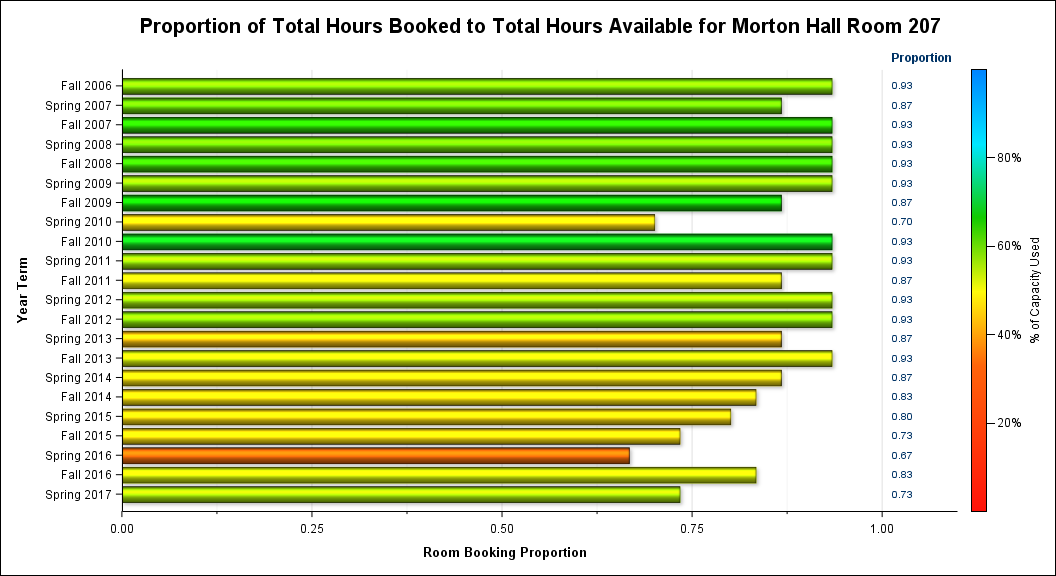 Proportion of Total Hours Booked to Total Hours Available for Morton Hall Room 207
Proportion
Fall 2006 0.93
Spring 2007 0.87
Fall 2007 0.93
Spring 2008 0.93
Fall 2008 0.93
Spring 2009 0.93
Fall 2009 0.87
Spring 2010 0.70
Fall 2010 0.93
Spring 2011 0.93
Fall 2011 0.87
Spring 2012 0.93
Fall 2012 0.93
Spring 2013 0.87
Fall 2013 0.93
Spring 2014 0.87
Fall 2014 0.83
Spring 2015 0.80
Fall 2015 0.73
Spring 2016 0.67
Fall 2016 0.83
Spring 2017 0.73
Year Term
0.00 0.25 0.50 0.75 1.00
Room Booking Proportion
80%
60%
40%
20%
% of Capacity Used